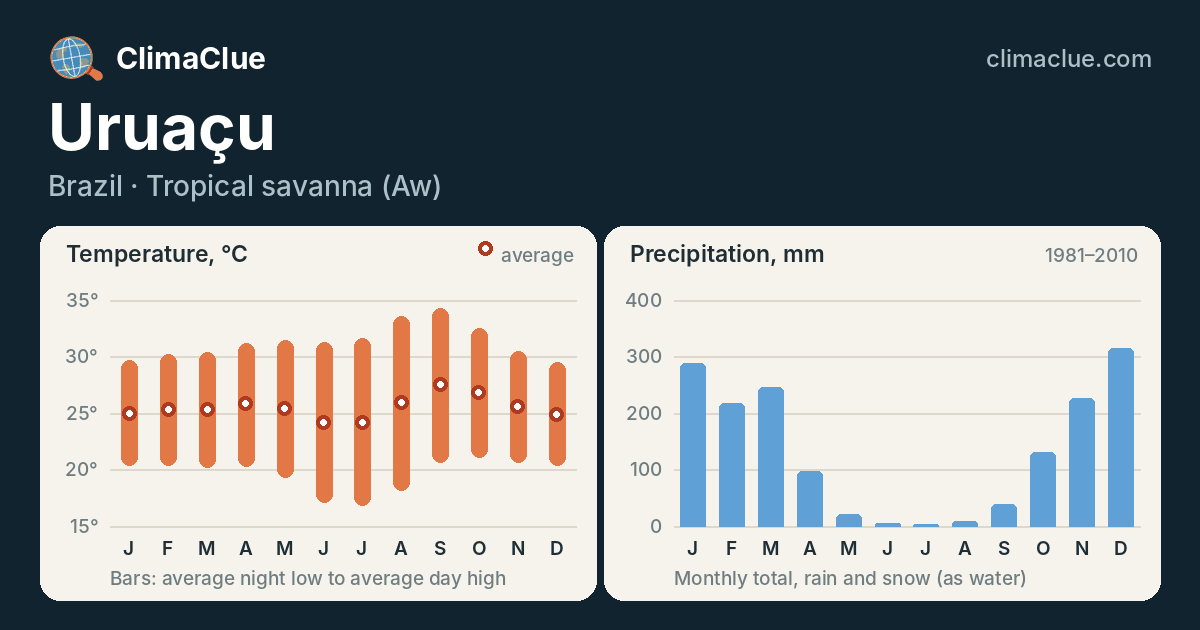 ClimaClue
climaclue.com
Uruaçu
Brazil · Tropical savanna (Aw)
Temperature, °C
average
35°
30°
25°
20°
15°
J F M A M J J A S O N D
Bars: average night low to average day high
Precipitation, mm
1981–2010
400
300
200
100
0
J F M A M J J A S O N D
Monthly total, rain and snow (as water)